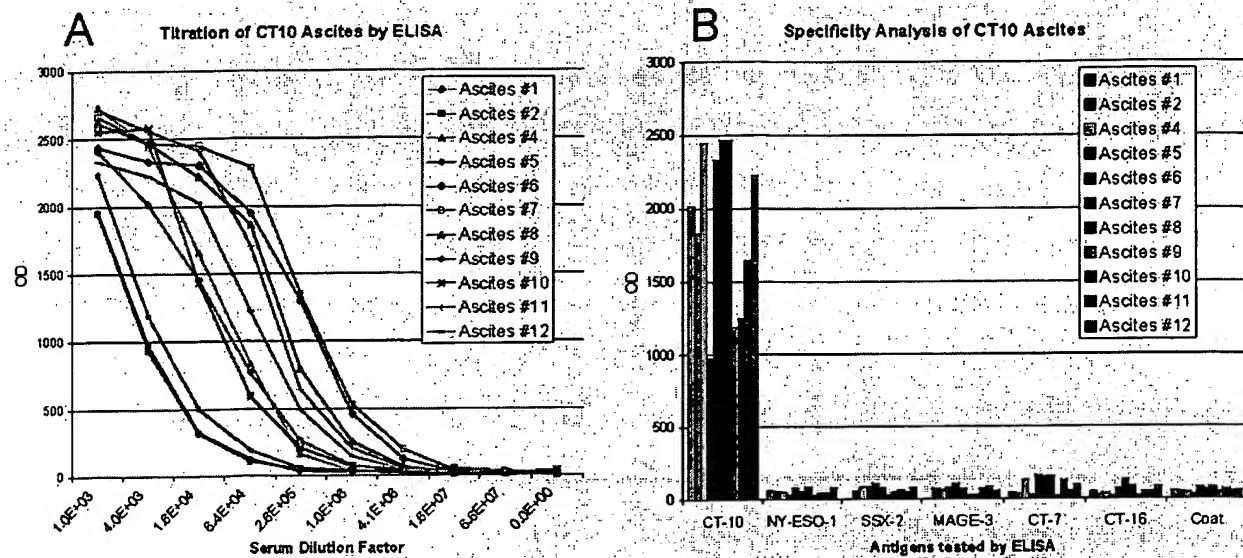 A
Titration of CT10 Ascites by ELISA
3000
2500
2000
1500
1000
500
0
OD
Ascites #1
Ascites #2
Ascites #4
Ascites #5
Ascites #6
Ascites #7
Ascites #8
Ascites #9
Ascites #10
Ascites #11
Ascites #12
1.0E+03
4.0E+03
1.6E+04
6.4E+04
2.6E+05
1.0E+06
4.1E+06
1.6E+07
6.6E+07
0.0E+00
Serum Dilution Factor
B
Specificity Analysis of CT10 Ascites
3000
2500
2000
1500
1000
500
0
OD
Ascites #1
Ascites #2
Ascites #4
Ascites #5
Ascites #6
Ascites #7
Ascites #8
Ascites #9
Ascites #10
Ascites #11
Ascites #12
CT-10 NY-ESO-1 SSX-2 MAGE-3 CT-7 CT-16 Coat
Antigens tested by ELISA